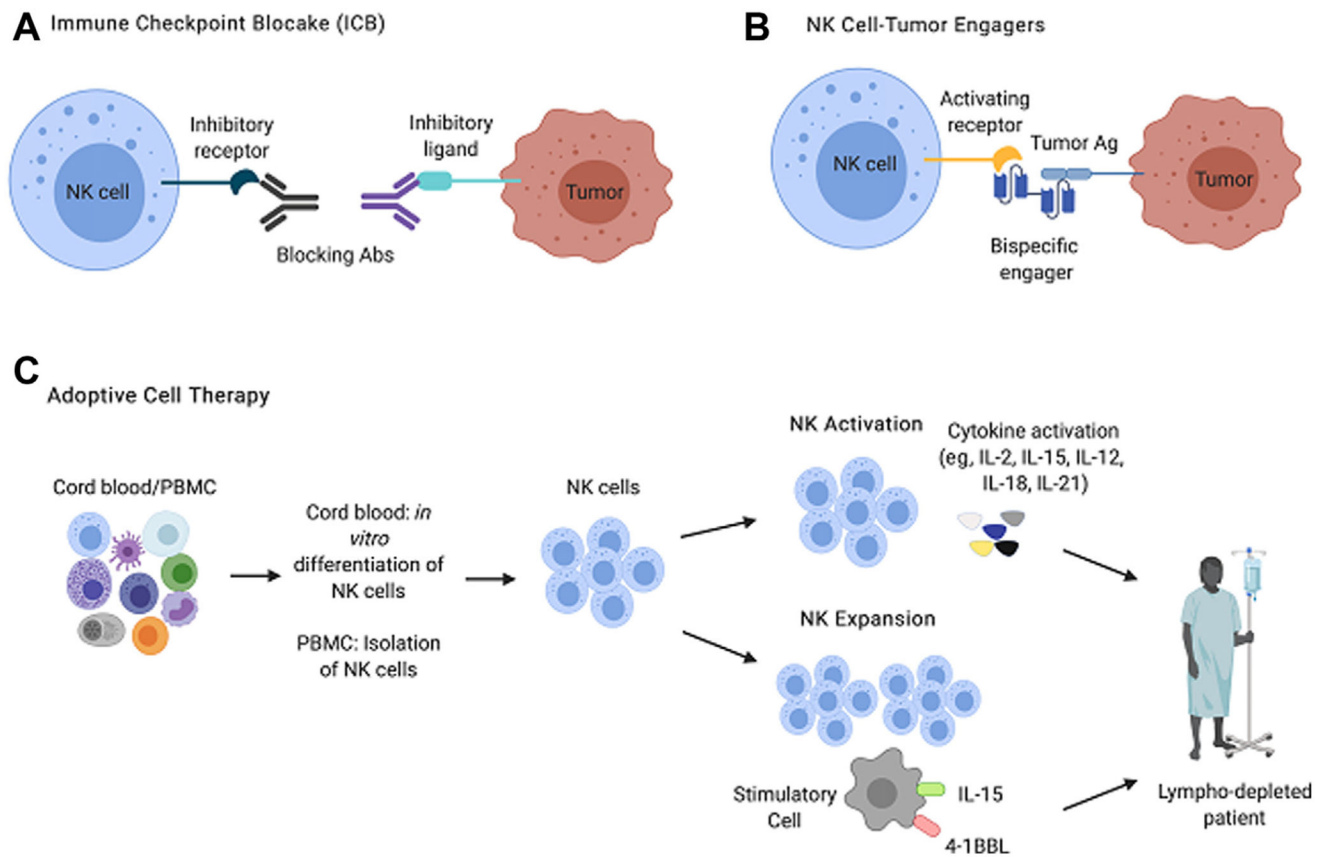 A Immune Checkpoint Blocake (ICB)
NK cell
Inhibitory
receptor
Inhibitory
ligand
Tumor
Blocking Abs
B NK Cell-Tumor Engagers
NK cell
Activating
receptor
Tumor Ag
Tumor
Bispecific
engager
C
Adoptive Cell Therapy
Cord blood/PBMC
Cord blood: in
vitro
differentiation of
NK cells
PBMC: Isolation
of NK cells
NK cells
NK Activation
Cytokine activation
(eg, IL-2, IL-15, IL-12,
IL-18, IL-21)
NK Expansion
Stimulatory
Cell
IL-15
4-1BBL
Lympho-depleted
patient